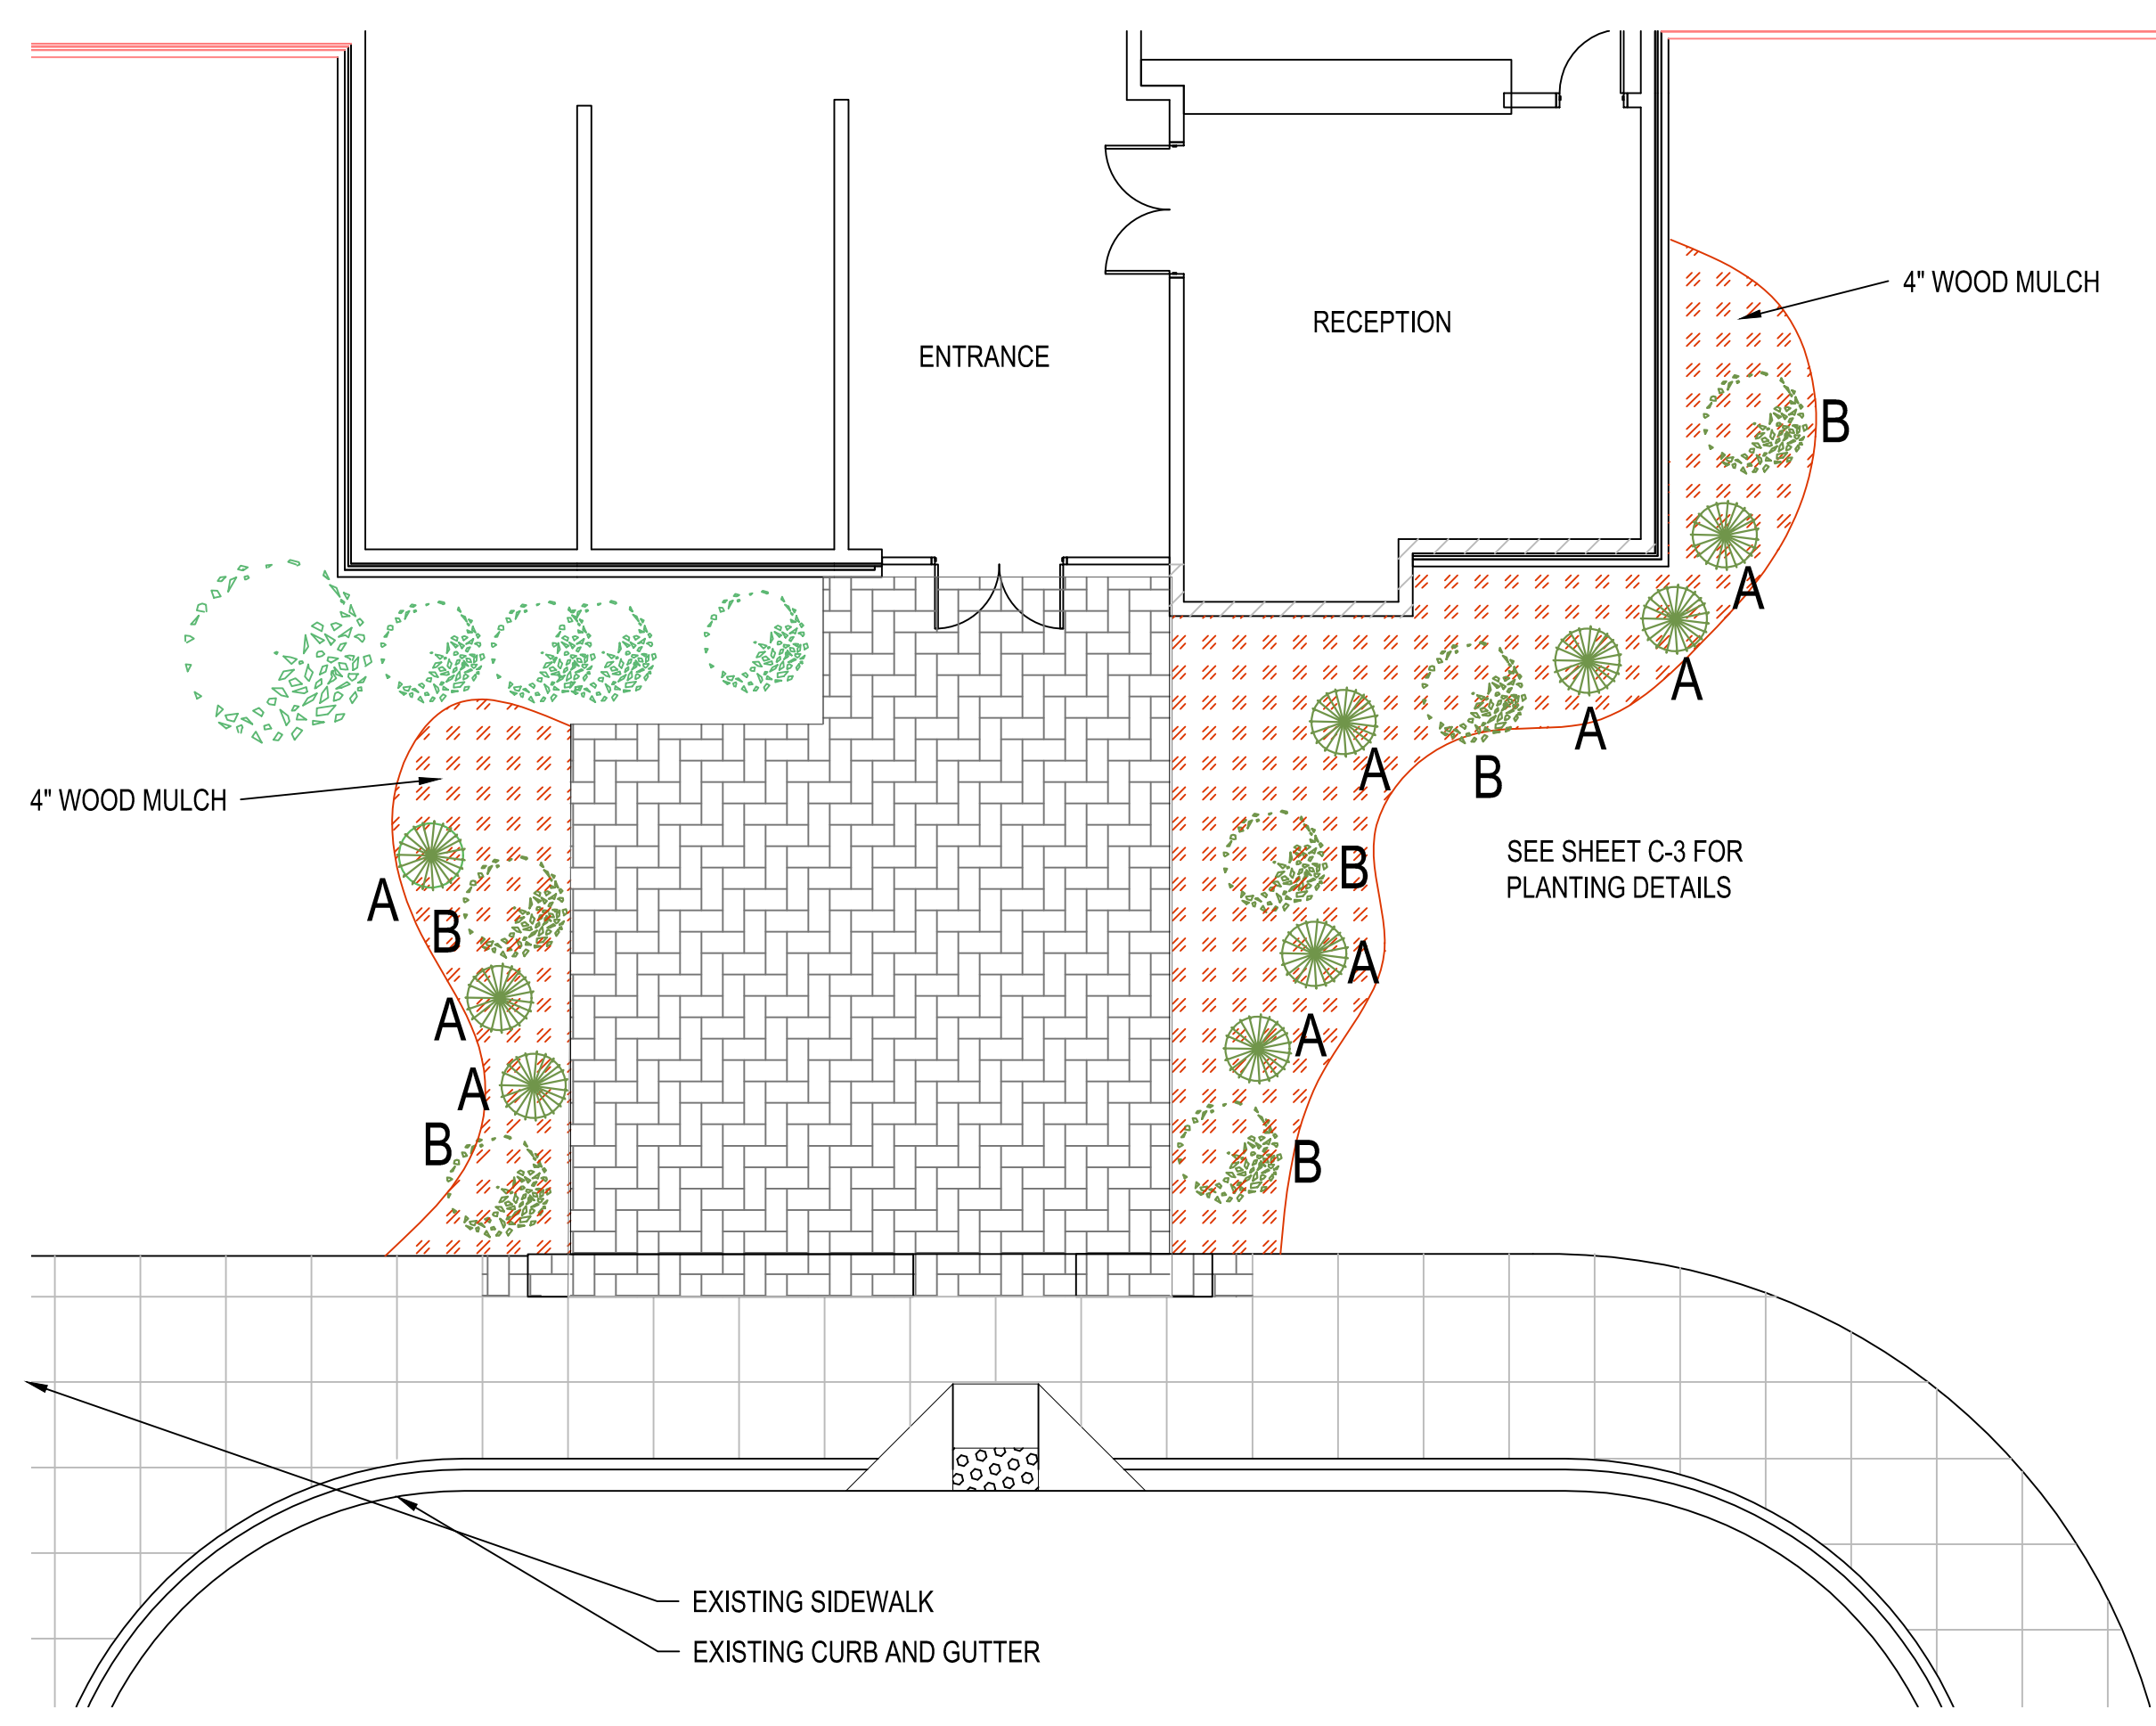 4" WOOD MULCH
RECEPTION
ENTRANCE
B
A
A
A
B
A
4" WOOD MULCH
SEE SHEET C-3 FOR
PLANTING DETAILS
B
A
B
A
A
A
A
B
B
EXISTING SIDEWALK
EXISTING CURB AND GUTTER